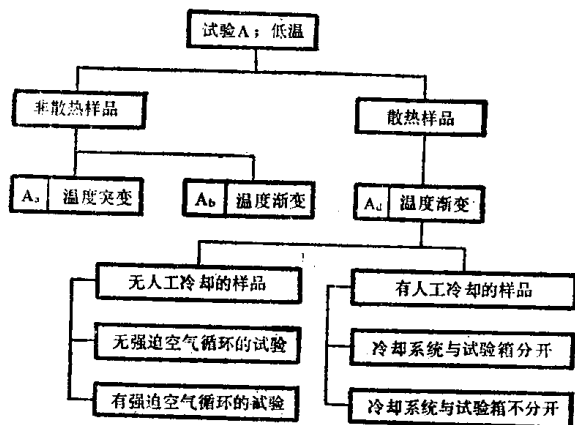 试验A；低温
非散热样品
散热样品
Aa 温度突变
Ab 温度渐变
Ad 温度渐变
无人工冷却的样品
有人工冷却的样品
无强迫空气循环的试验
冷却系统与试验箱分开
有强迫空气循环的试验
冷却系统与试验箱不分开